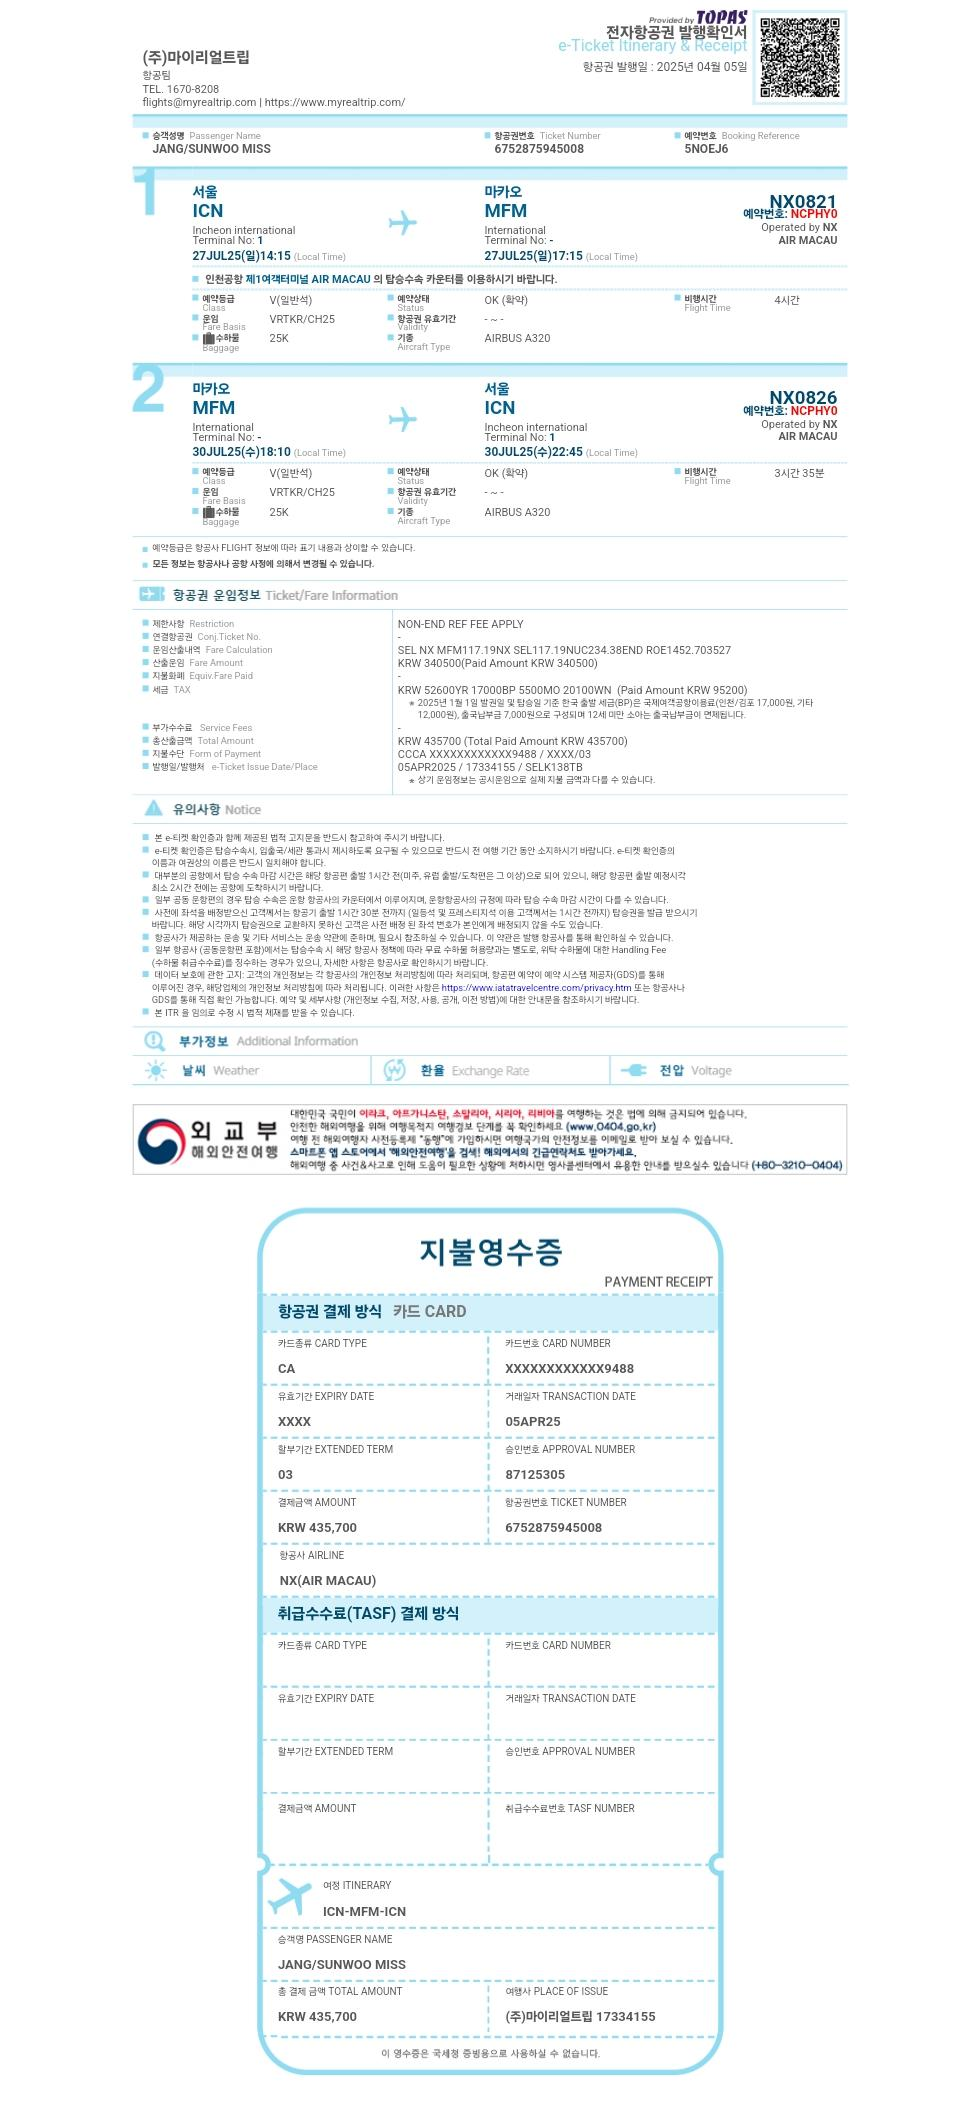 Provided by TOPAS
전자항공권 발행확인서
e-Ticket Itinerary & Receipt
항공권 발행일 : 2025년 04월 05일
(주)마이리얼트립
항공팀
TEL. 1670-8208
flights@myrealtrip.com | https://www.myrealtrip.com/
승객성명 Passenger Name 항공권번호 Ticket Number 예약번호 Booking Reference
JANG/SUNWOO MISS 6752875945008 5NOEJ6
1
서울 마카오
ICN MFM NX0821
예약번호: NCPHY0
Incheon international International Operated by NX
Terminal No: 1 Terminal No: - AIR MACAU
27JUL25(일)14:15 (Local Time) 27JUL25(일)17:15 (Local Time)
인천공항 제1여객터미널 AIR MACAU 의 탑승수속 카운터를 이용하시기 바랍니다.
예약등급 V(일반석) 예약상태 OK (확약) 비행시간 4시간
Class Status Flight Time
운임 VRTKR/CH25 항공권 유효기간 - ~ -
Fare Basis Validity
수하물 25K 기종 AIRBUS A320
Baggage Aircraft Type
2
마카오 서울
MFM ICN NX0826
예약번호: NCPHY0
International Incheon international Operated by NX
Terminal No: - Terminal No: 1 AIR MACAU
30JUL25(수)18:10 (Local Time) 30JUL25(수)22:45 (Local Time)
예약등급 V(일반석) 예약상태 OK (확약) 비행시간 3시간 35분
Class Status Flight Time
운임 VRTKR/CH25 항공권 유효기간 - ~ -
Fare Basis Validity
수하물 25K 기종 AIRBUS A320
Baggage Aircraft Type
예약등급은 항공사 FLIGHT 정보에 따라 표기 내용과 상이할 수 있습니다.
모든 정보는 항공사나 공항 사정에 의해서 변경될 수 있습니다.
항공권 운임정보 Ticket/Fare Information
제한사항 Restriction NON-END REF FEE APPLY
연결항공권 Conj.Ticket No. -
운임산출내역 Fare Calculation SEL NX MFM117.19NX SEL117.19NUC234.38END ROE1452.703527
산출운임 Fare Amount KRW 340500(Paid Amount KRW 340500)
지불화폐 Equiv.Fare Paid -
세금 TAX KRW 52600YR 17000BP 5500MO 20100WN (Paid Amount KRW 95200)
* 2025년 1월 1일 발권일 및 탑승일 기준 한국 출발 세금(BP)은 국제여객공항이용료(인천/김포 17,000원, 기타
12,000원), 출국납부금 7,000원으로 구성되며 12세 미만 소아는 출국납부금이 면제됩니다.
부가수수료 Service Fees -
총산출금액 Total Amount KRW 435700 (Total Paid Amount KRW 435700)
지불수단 Form of Payment CCCA XXXXXXXXXXXX9488 / XXXX/03
발행일/발행처 e-Ticket Issue Date/Place 05APR2025 / 17334155 / SELK138TB
* 상기 운임정보는 공시운임으로 실제 지불 금액과 다를 수 있습니다.
유의사항 Notice
본 e-티켓 확인증과 함께 제공된 법적 고지문을 반드시 참고하여 주시기 바랍니다.
e-티켓 확인증은 탑승수속시, 입출국/세관 통과시 제시하도록 요구될 수 있으므로 반드시 전 여행 기간 동안 소지하시기 바랍니다. e-티켓 확인증의
이름과 여권상의 이름은 반드시 일치해야 합니다.
대부분의 공항에서 탑승 수속 마감 시간은 해당 항공편 출발 1시간 전(미주, 유럽 출발/도착편은 그 이상)으로 되어 있으니, 해당 항공편 출발 예정시각
최소 2시간 전에는 공항에 도착하시기 바랍니다.
일부 공동 운항편의 경우 탑승 수속은 운항 항공사의 카운터에서 이루어지며, 운항항공사의 규정에 따라 탑승 수속 마감 시간이 다를 수 있습니다.
사전에 좌석을 배정받으신 고객께서는 항공기 출발 1시간 30분 전까지 (일등석 및 프레스티지석 이용 고객께서는 1시간 전까지) 탑승권을 발급 받으시기
바랍니다. 해당 시각까지 탑승권으로 교환하지 못하신 고객은 사전 배정 된 좌석 번호가 본인에게 배정되지 않을 수도 있습니다.
항공사가 제공하는 운송 및 기타 서비스는 운송 약관에 준하며, 필요시 참조하실 수 있습니다. 이 약관은 발행 항공사를 통해 확인하실 수 있습니다.
일부 항공사 (공동운항편 포함)에서는 탑승수속 시 해당 항공사 정책에 따라 무료 수하물 허용량과는 별도로, 위탁 수하물에 대한 Handling Fee
(수하물 취급수수료)를 징수하는 경우가 있으니, 자세한 사항은 항공사로 확인하시기 바랍니다.
데이터 보호에 관한 고지: 고객의 개인정보는 각 항공사의 개인정보 처리방침에 따라 처리되며, 항공편 예약이 예약 시스템 제공자(GDS)를 통해
이루어진 경우, 해당업체의 개인정보 처리방침에 따라 처리됩니다. 이러한 사항은 https://www.iatatravelcentre.com/privacy.htm 또는 항공사나
GDS를 통해 직접 확인 가능합니다. 예약 및 세부사항 (개인정보 수집, 저장, 사용, 공개, 이전 방법)에 대한 안내문을 참조하시기 바랍니다.
본 ITR 을 임의로 수정 시 법적 제재를 받을 수 있습니다.
부가정보 Additional Information
날씨 Weather 환율 Exchange Rate 전압 Voltage
외 교 부
해외안전여행
대한민국 국민이 이라크, 아프가니스탄, 소말리아, 시리아, 리비아를 여행하는 것은 법에 의해 금지되어 있습니다.
안전한 해외여행을 위해 여행목적지 여행경보 단계를 꼭 확인하세요 (www.0404.go.kr)
여행 전 해외여행자 사전등록제 "동행"에 가입하시면 여행국가의 안전정보를 이메일로 받아 보실 수 있습니다.
스마트폰 앱 스토어에서 '해외안전여행'을 검색! 해외에서의 긴급연락처도 받아가세요.
해외여행 중 사건&사고로 인해 도움이 필요한 상황에 처하시면 영사콜센터에서 유용한 안내를 받으실수 있습니다 (+80-3210-0404)
지불영수증
PAYMENT RECEIPT
항공권 결제 방식 카드 CARD
카드종류 CARD TYPE 카드번호 CARD NUMBER
CA XXXXXXXXXXXX9488
유효기간 EXPIRY DATE 거래일자 TRANSACTION DATE
XXXX 05APR25
할부기간 EXTENDED TERM 승인번호 APPROVAL NUMBER
03 87125305
결제금액 AMOUNT 항공권번호 TICKET NUMBER
KRW 435,700 6752875945008
항공사 AIRLINE
NX(AIR MACAU)
취급수수료(TASF) 결제 방식
카드종류 CARD TYPE 카드번호 CARD NUMBER
유효기간 EXPIRY DATE 거래일자 TRANSACTION DATE
할부기간 EXTENDED TERM 승인번호 APPROVAL NUMBER
결제금액 AMOUNT 취급수수료번호 TASF NUMBER
여정 ITINERARY
ICN-MFM-ICN
승객명 PASSENGER NAME
JANG/SUNWOO MISS
총 결제 금액 TOTAL AMOUNT 여행사 PLACE OF ISSUE
KRW 435,700 (주)마이리얼트립 17334155
이 영수증은 국세청 증빙용으로 사용하실 수 없습니다.